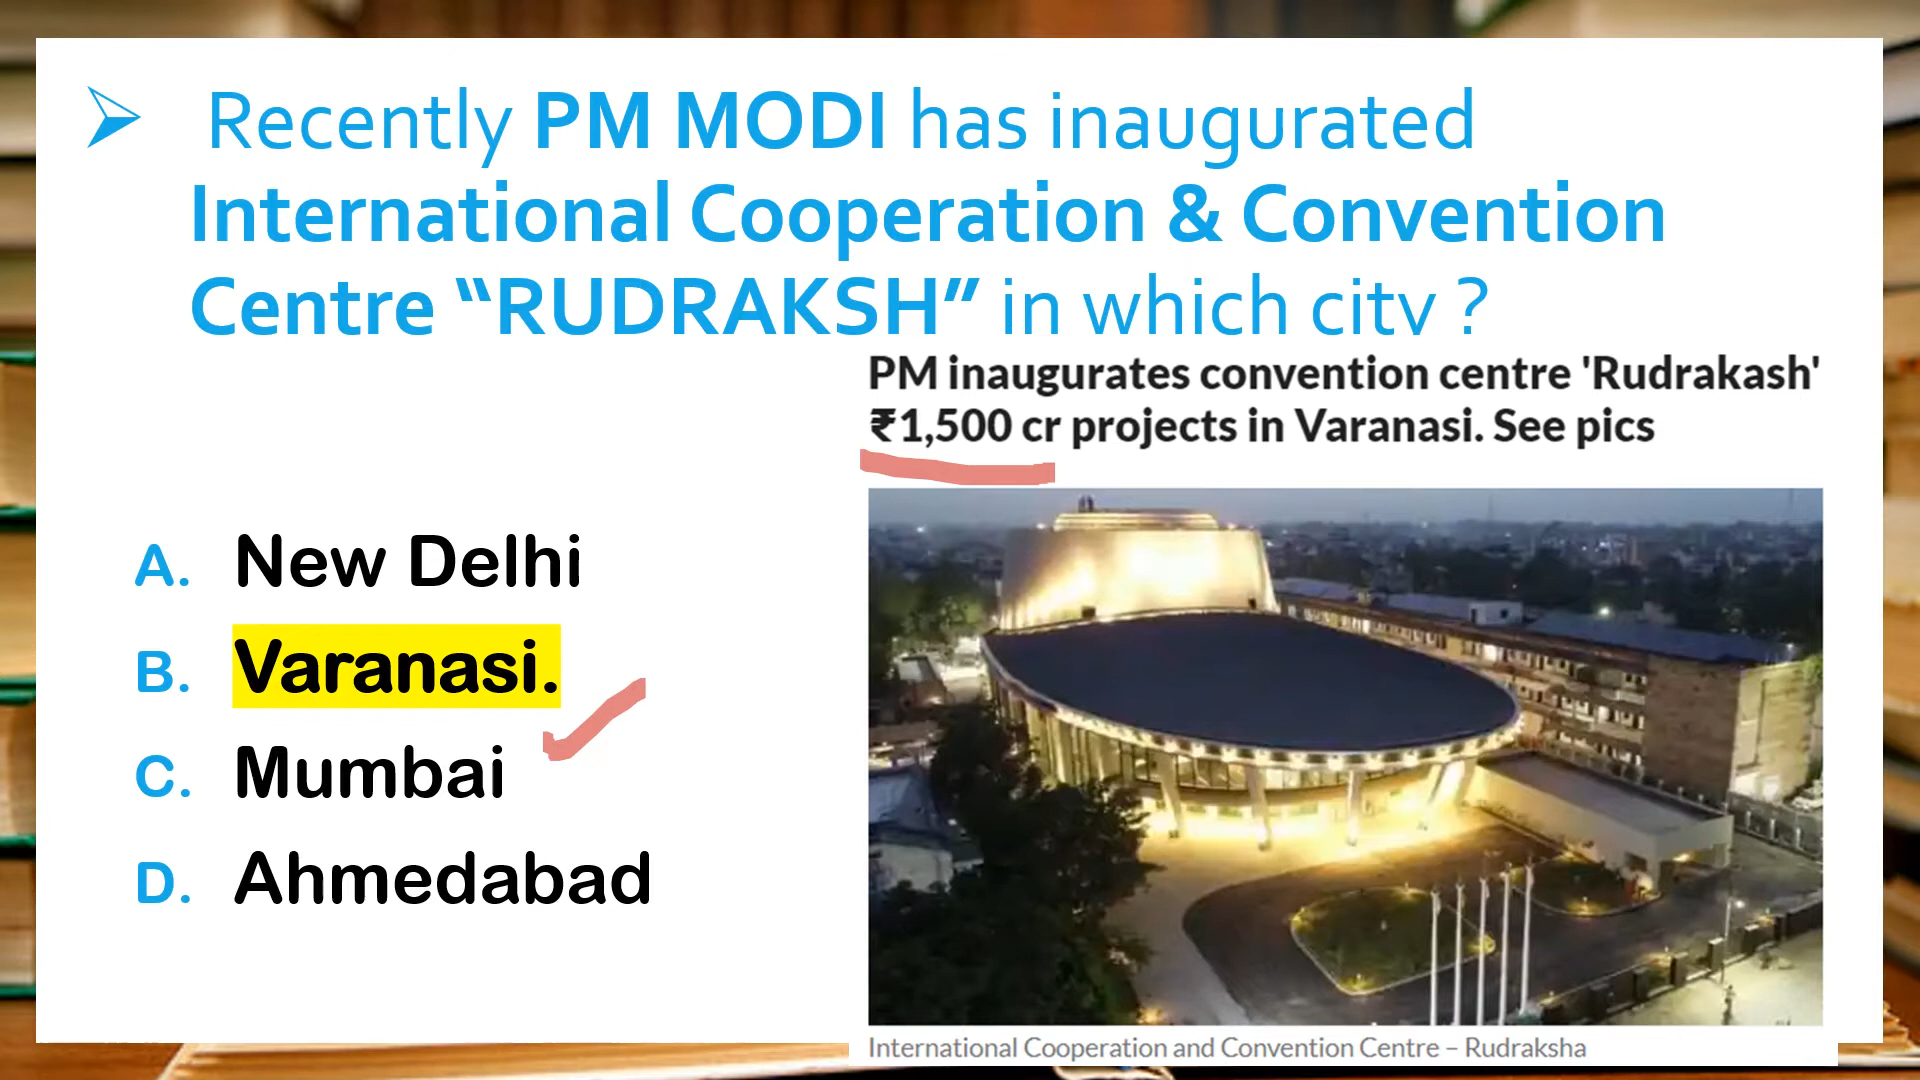 Recently PM MODI has inaugurated
International Cooperation & Convention
Centre “RUDRAKSH” in which city ?
PM inaugurates convention centre 'Rudrakash'
₹1,500 cr projects in Varanasi. See pics
A. New Delhi
B. Varanasi.
C. Mumbai
D. Ahmedabad
International Cooperation and Convention Centre – Rudraksha